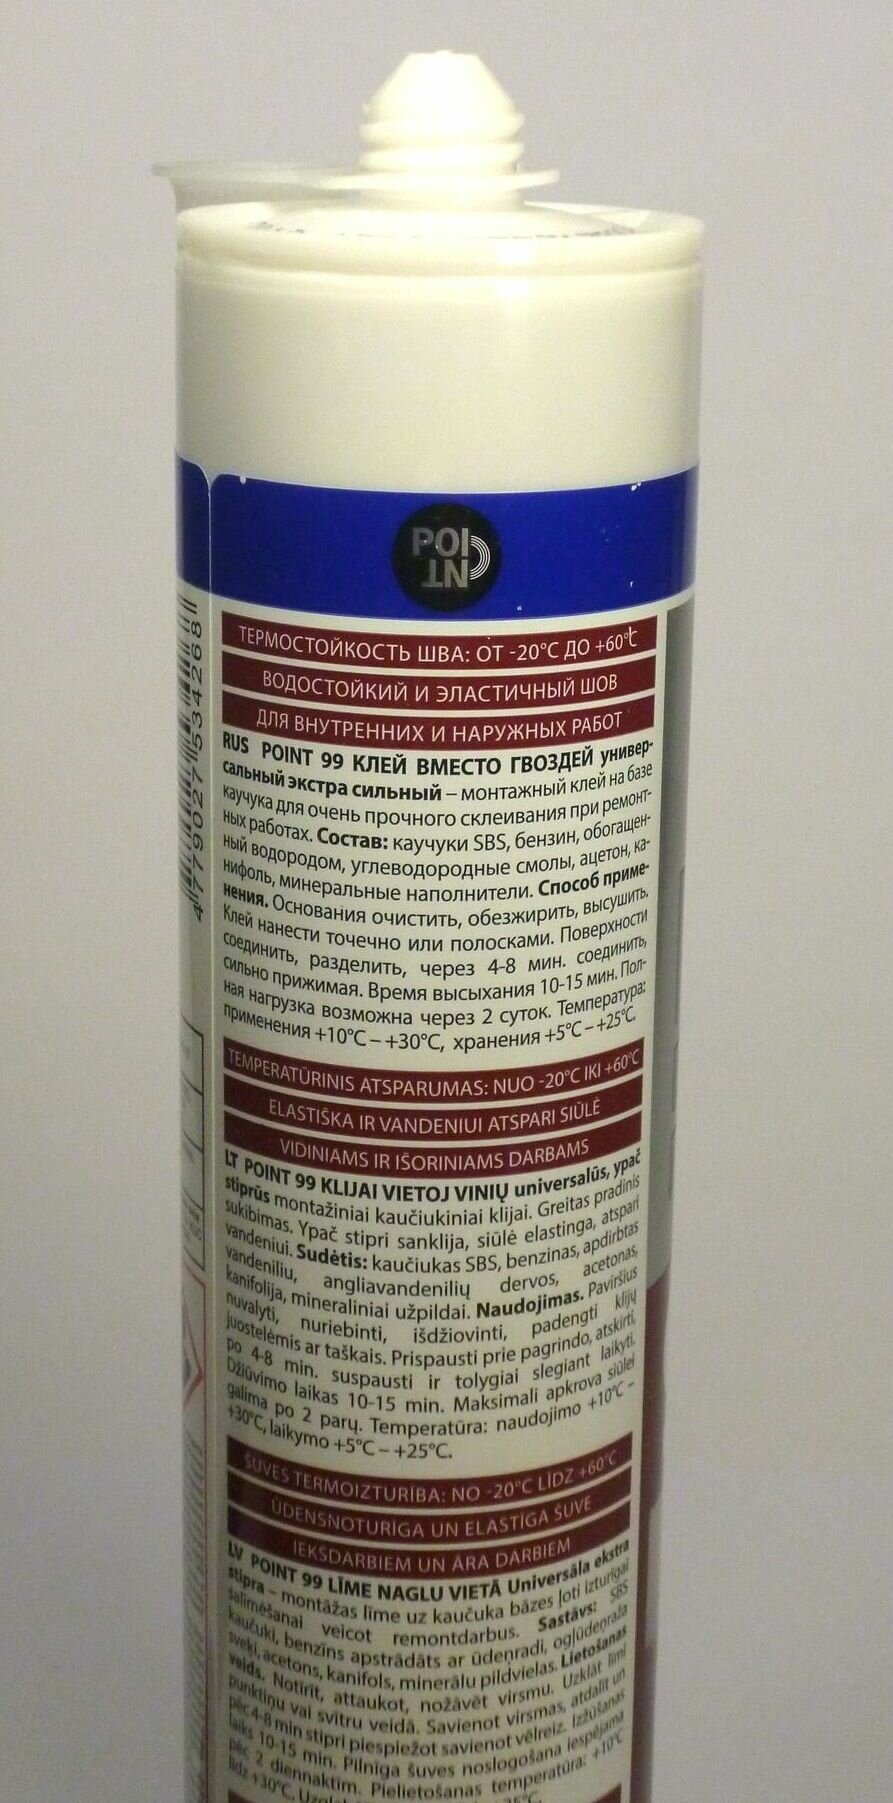 POI
NT
ТЕРМОСТОЙКОСТЬ ШВА: ОТ -20°C ДО +60°C
ВОДОСТОЙКИЙ И ЭЛАСТИЧНЫЙ ШОВ
ДЛЯ ВНУТРЕННИХ И НАРУЖНЫХ РАБОТ
RUS POINT 99 КЛЕЙ ВМЕСТО ГВОЗДЕЙ универ-
сальный экстра сильный – монтажный клей на базе
каучука для очень прочного склеивания при ремонт-
ных работах. Состав: каучуки SBS, бензин, обогащен-
ный водородом, углеводородные смолы, ацетон, ка-
нифоль, минеральные наполнители. Способ приме-
нения. Основания очистить, обезжирить, высушить.
Клей нанести точечно или полосками. Поверхности
соединить, разделить, через 4-8 мин. соединить,
сильно прижимая. Время высыхания 10-15 мин. Пол-
ная нагрузка возможна через 2 суток. Температура:
применения +10°C – +30°C, хранения +5°C – +25°C.
TEMPERATŪRINIS ATSPARUMAS: NUO -20°C IKI +60°C
ELASTIŠKA IR VANDENIUI ATSPARI SIŪLĖ
VIDINIAMS IR IŠORINIAMS DARBAMS
LT POINT 99 KLIJAI VIETOJ VINIŲ universalūs, ypač
stiprūs montažiniai kaučiukiniai klijai. Greitas pradinis
sukibimas. Ypač stipri sanklija, siūlė elastinga, atspari
vandeniui. Sudėtis: kaučiukas SBS, benzinas, apdirbtas
vandeniliu, angliavandenilių dervos, acetonas,
kanifolija, mineraliniai užpildai. Naudojimas. Paviršius
nuvalyti, nuriebinti, išdžiovinti, padengti klijų
juostelėmis ar taškais. Prispausti prie pagrindo, atskirti,
po 4-8 min. suspausti ir tolygiai slegiant laikyti.
Džiūvimo laikas 10-15 min. Maksimali apkrova siūlei
galima po 2 parų. Temperatūra: naudojimo +10°C –
+30°C, laikymo +5°C – +25°C.
ŠUVES TERMOIZTURĪBA: NO -20°C LĪDZ +60°C
ŪDENSNOTURĪGA UN ELASTĪGA ŠUVE
IEKŠDARBIEM UN ĀRA DARBIEM
LV POINT 99 LĪME NAGLU VIETĀ Universāla ekstra
stipra – montāžas līme uz kaučuka bāzes ļoti izturīgai
salīmēšanai veicot remontdarbus. Sastāvs: SBS
kaučuki, benzīns apstrādāts ar ūdeņradi, ogļūdeņraža
sveķi, acetons, kanifols, minerālu pildvielas. Lietošanas
veids. Notīrīt, attaukot, nožāvēt virsmu. Uzklāt līmi
punktiņu vai svītru veidā. Savienot virsmas, atdalīt un
pēc 4-8 min stipri piespiežot savienot vēlreiz. Izžūšanas
laiks 10-15 min. Pilnīga šuves noslogošana iespējama
pēc 2 diennaktīm. Pielietošanas temperatūra: +10°C
līdz +30°C.
4 779027 534268